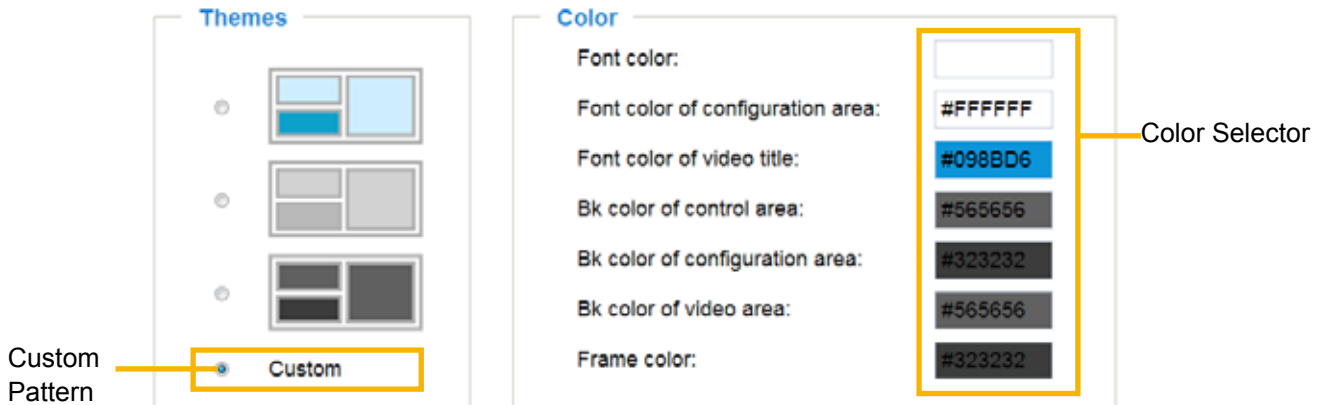 Themes
Custom
Custom
Pattern
Color
Font color:
Font color of configuration area: #FFFFFF
Font color of video title: #098BD6
Bk color of control area: #565656
Bk color of configuration area: #323232
Bk color of video area: #565656
Frame color: #323232
Color Selector